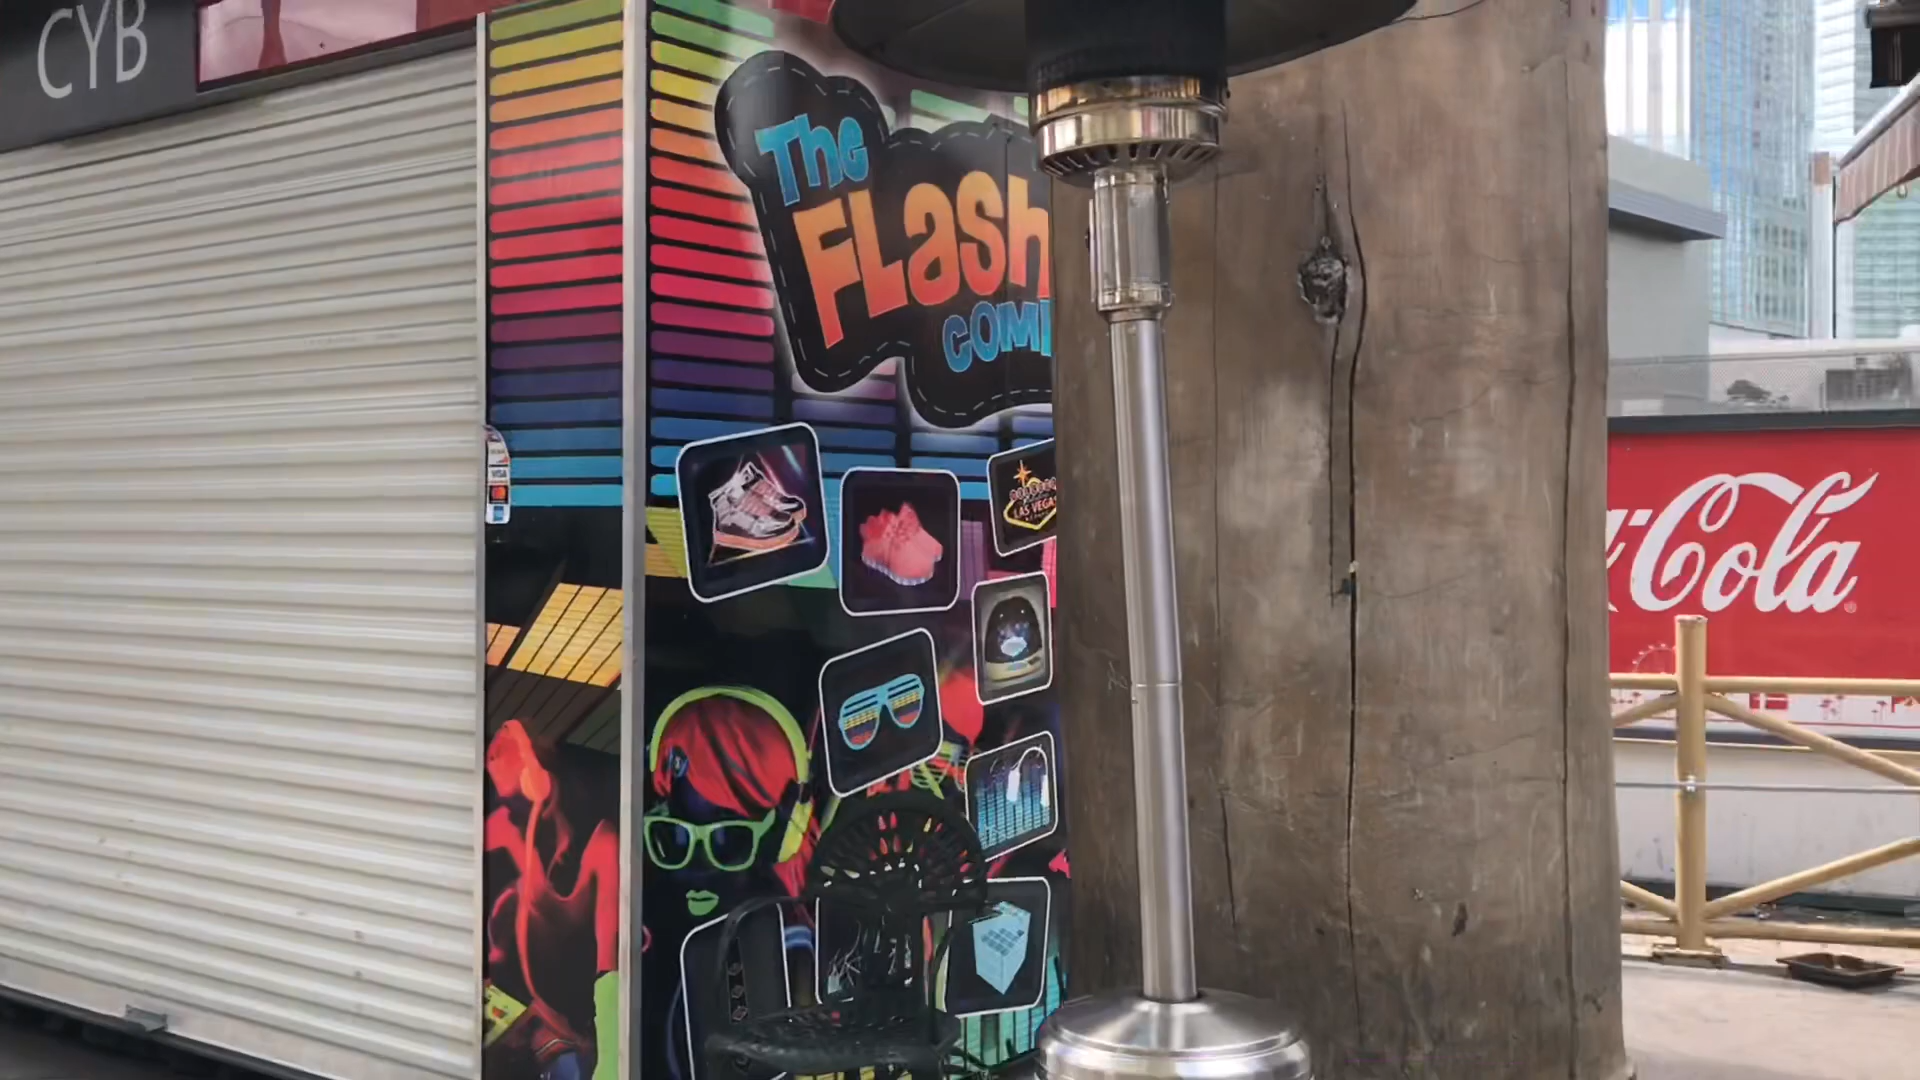 CYB
The
FLash
COM
VISA
LAS VEGAS
Coca-Cola